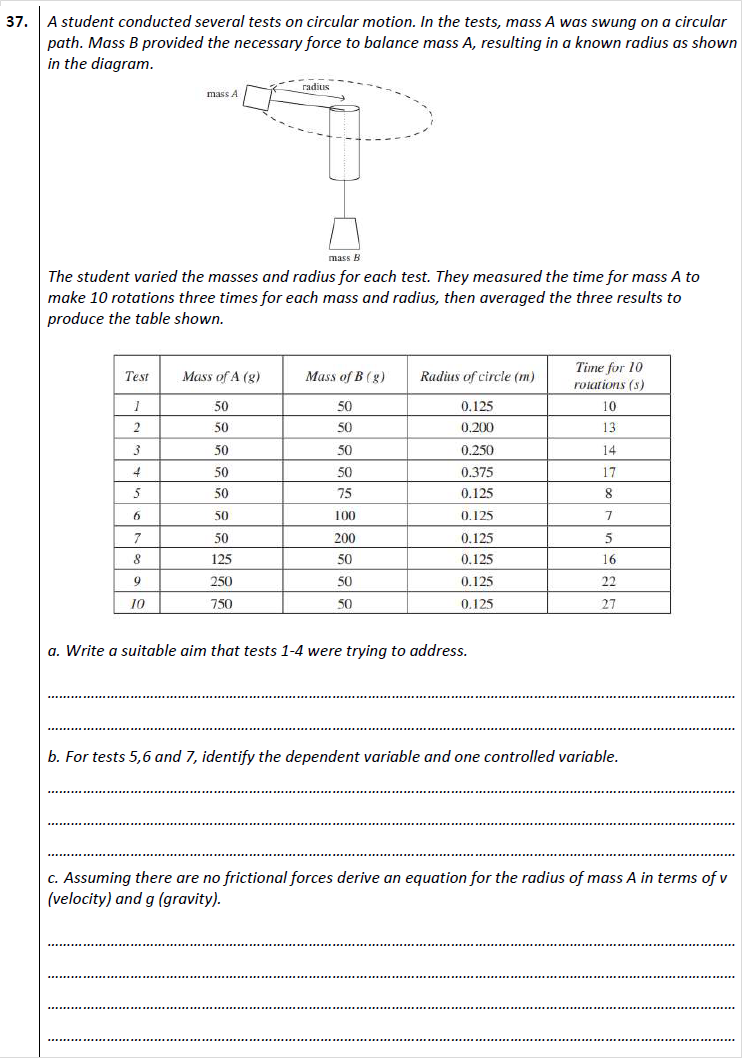 37. A student conducted several tests on circular motion. In the tests, mass A was swung on a circular
path. Mass B provided the necessary force to balance mass A, resulting in a known radius as shown
in the diagram.
radius
mass A
mass B
The student varied the masses and radius for each test. They measured the time for mass A to
make 10 rotations three times for each mass and radius, then averaged the three results to
produce the table shown.
Test Mass of A (g) Mass of B (g) Radius of circle (m) Time for 10 rotations (s)
1 50 50 0.125 10
2 50 50 0.200 13
3 50 50 0.250 14
4 50 50 0.375 17
5 50 75 0.125 8
6 50 100 0.125 7
7 50 200 0.125 5
8 125 50 0.125 16
9 250 50 0.125 22
10 750 50 0.125 27
a. Write a suitable aim that tests 1-4 were trying to address.
b. For tests 5,6 and 7, identify the dependent variable and one controlled variable.
c. Assuming there are no frictional forces derive an equation for the radius of mass A in terms of v
(velocity) and g (gravity).